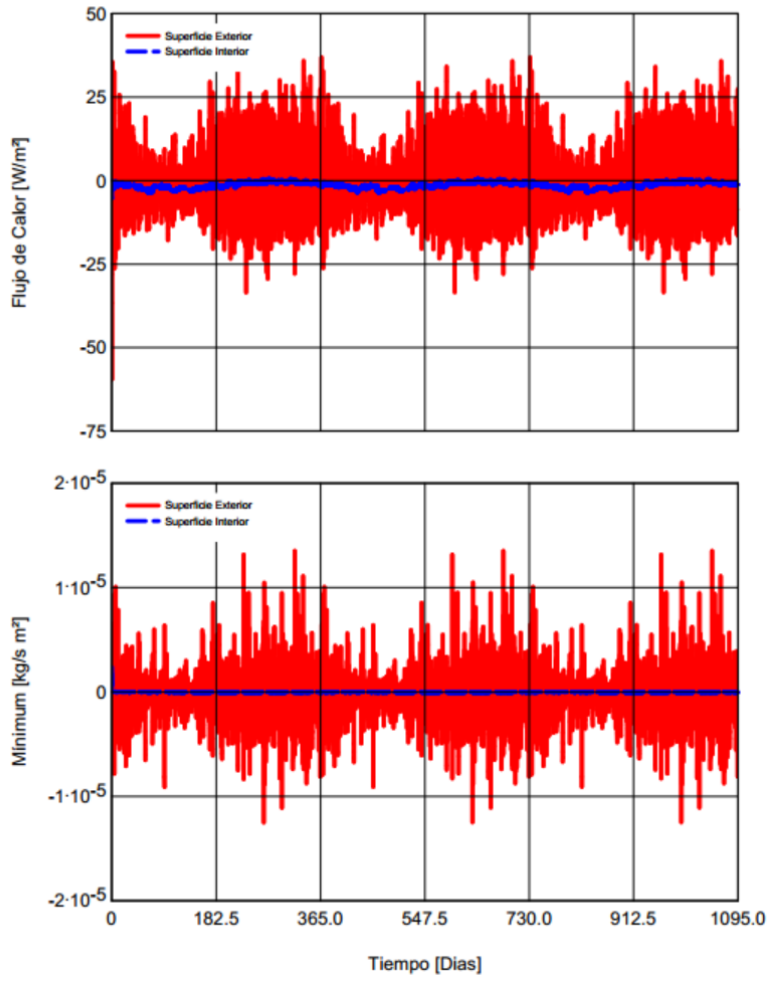 50
Superficie Exterior
Superficie Interior
25
0
-25
-50
-75
Flujo de Calor [W/m²]
2·10⁻⁵
Superficie Exterior
Superficie Interior
1·10⁻⁵
0
-1·10⁻⁵
-2·10⁻⁵
Minimum [kg/s m²]
0 182.5 365.0 547.5 730.0 912.5 1095.0
Tiempo [Dias]